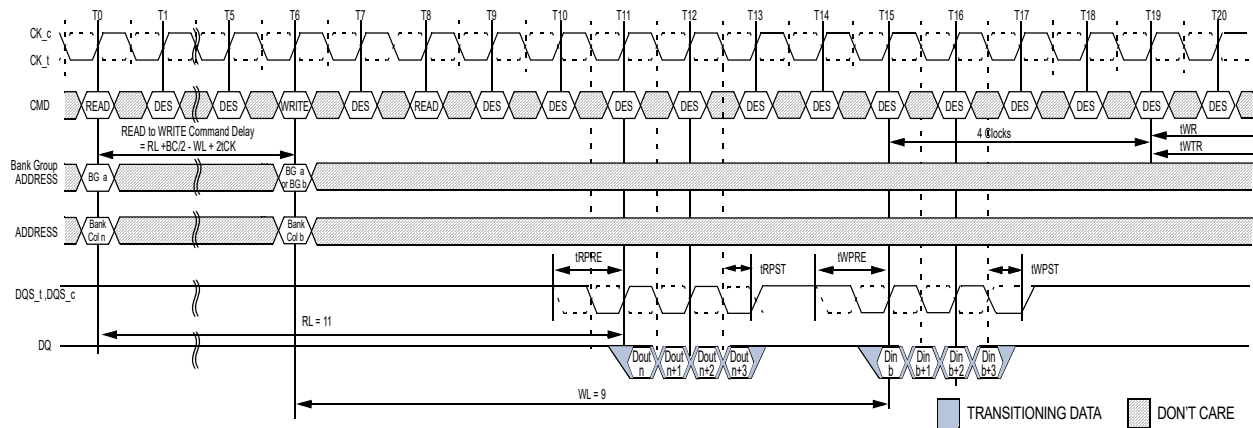 T0 T1 T5 T6 T7 T8 T9 T10 T11 T12 T13 T14 T15 T16 T17 T18 T19 T20
CK_c
CK_t
CMD READ DES DES WRITE DES READ DES DES DES DES DES DES DES DES DES DES DES DES
READ to WRITE Command Delay
= RL +BC/2 - WL + 2tCK
4 Clocks
tWR
tWTR
Bank Group
ADDRESS
BG a
BG a
or BG b
ADDRESS
Bank
Col n
Bank
Col b
tRPRE tRPST tWPRE tWPST
DQS_t ,DQS_c
RL = 11
DQ
Dout
n
Dout
n+1
Dout
n+2
Dout
n+3
Din
b
Din
b+1
Din
b+2
Din
b+3
WL = 9
TRANSITIONING DATA
DON'T CARE